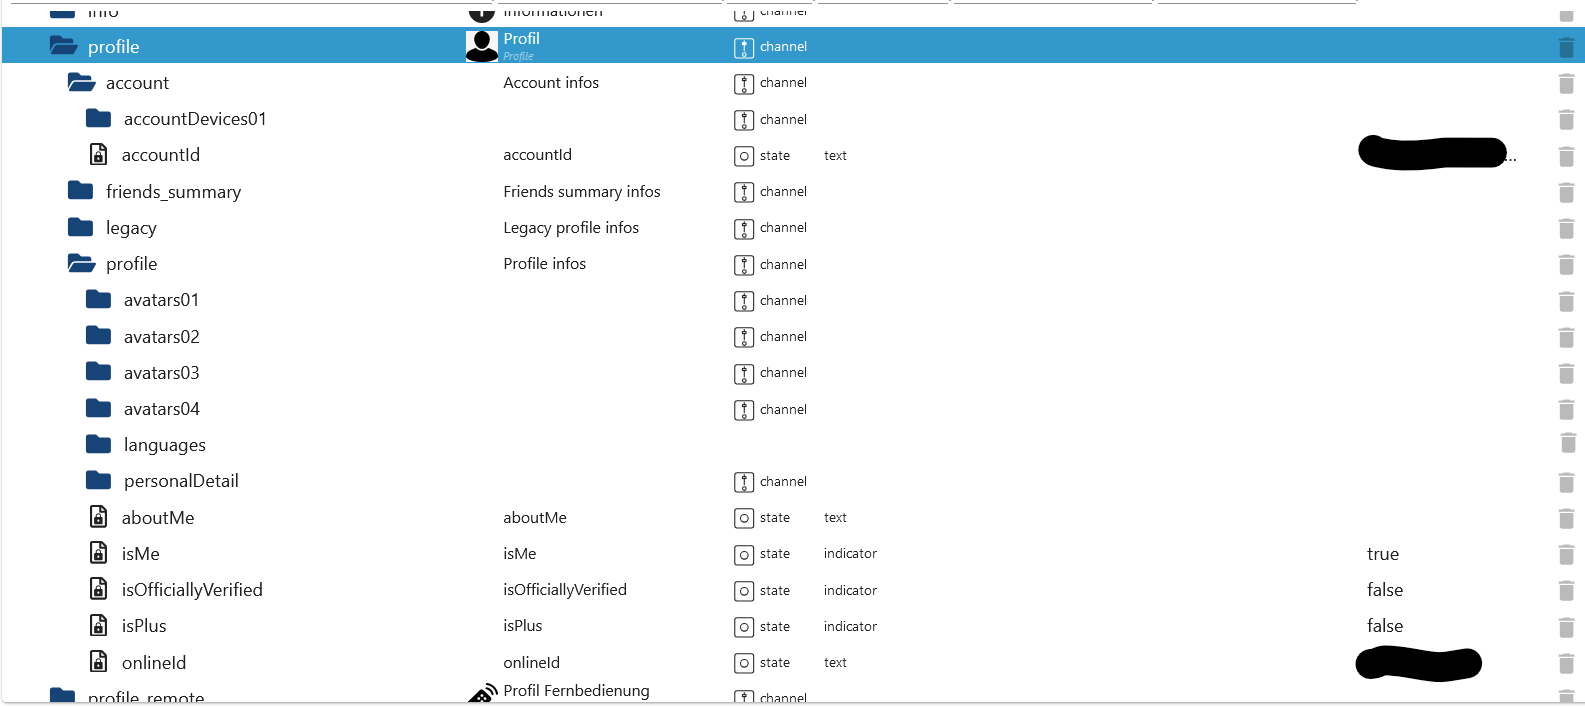 info Informationen channel
profile Profil channel
Profile
account Account infos channel
accountDevices01 channel
accountId accountId state text ...
friends_summary Friends summary infos channel
legacy Legacy profile infos channel
profile Profile infos channel
avatars01 channel
avatars02 channel
avatars03 channel
avatars04 channel
languages
personalDetail channel
aboutMe aboutMe state text
isMe isMe state indicator true
isOfficiallyVerified isOfficiallyVerified state indicator false
isPlus isPlus state indicator false
onlineId onlineId state text
profile_remote Profil Fernbedienung channel